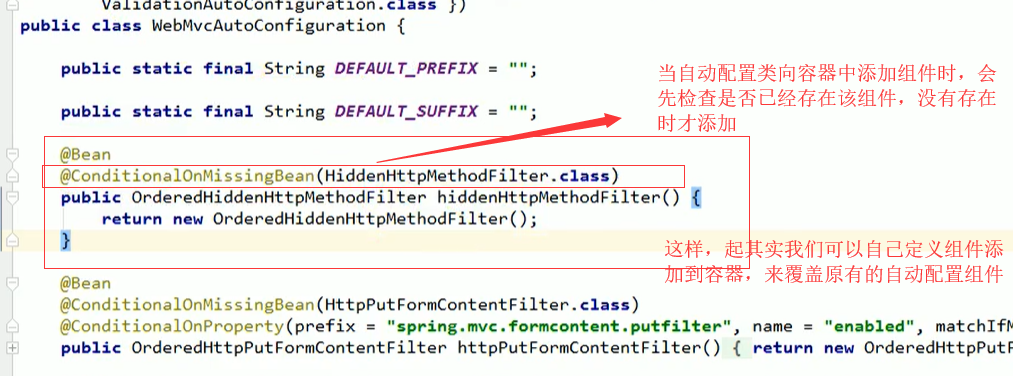 ValidationAutoConfiguration.class })
public class WebMvcAutoConfiguration {
public static final String DEFAULT_PREFIX = "";
当自动配置类向容器中添加组件时，会
先检查是否已经存在该组件，没有存在
时才添加
public static final String DEFAULT_SUFFIX = "";
@Bean
@ConditionalOnMissingBean(HiddenHttpMethodFilter.class)
public OrderedHiddenHttpMethodFilter hiddenHttpMethodFilter() {
return new OrderedHiddenHttpMethodFilter();
}
这样，起其实我们可以自己定义组件添
加到容器，来覆盖原有的自动配置组件
@Bean
@ConditionalOnMissingBean(HttpPutFormContentFilter.class)
@ConditionalOnProperty(prefix = "spring.mvc.formcontent.putfilter", name = "enabled", matchIfM
public OrderedHttpPutFormContentFilter httpPutFormContentFilter() { return new OrderedHttpPutF